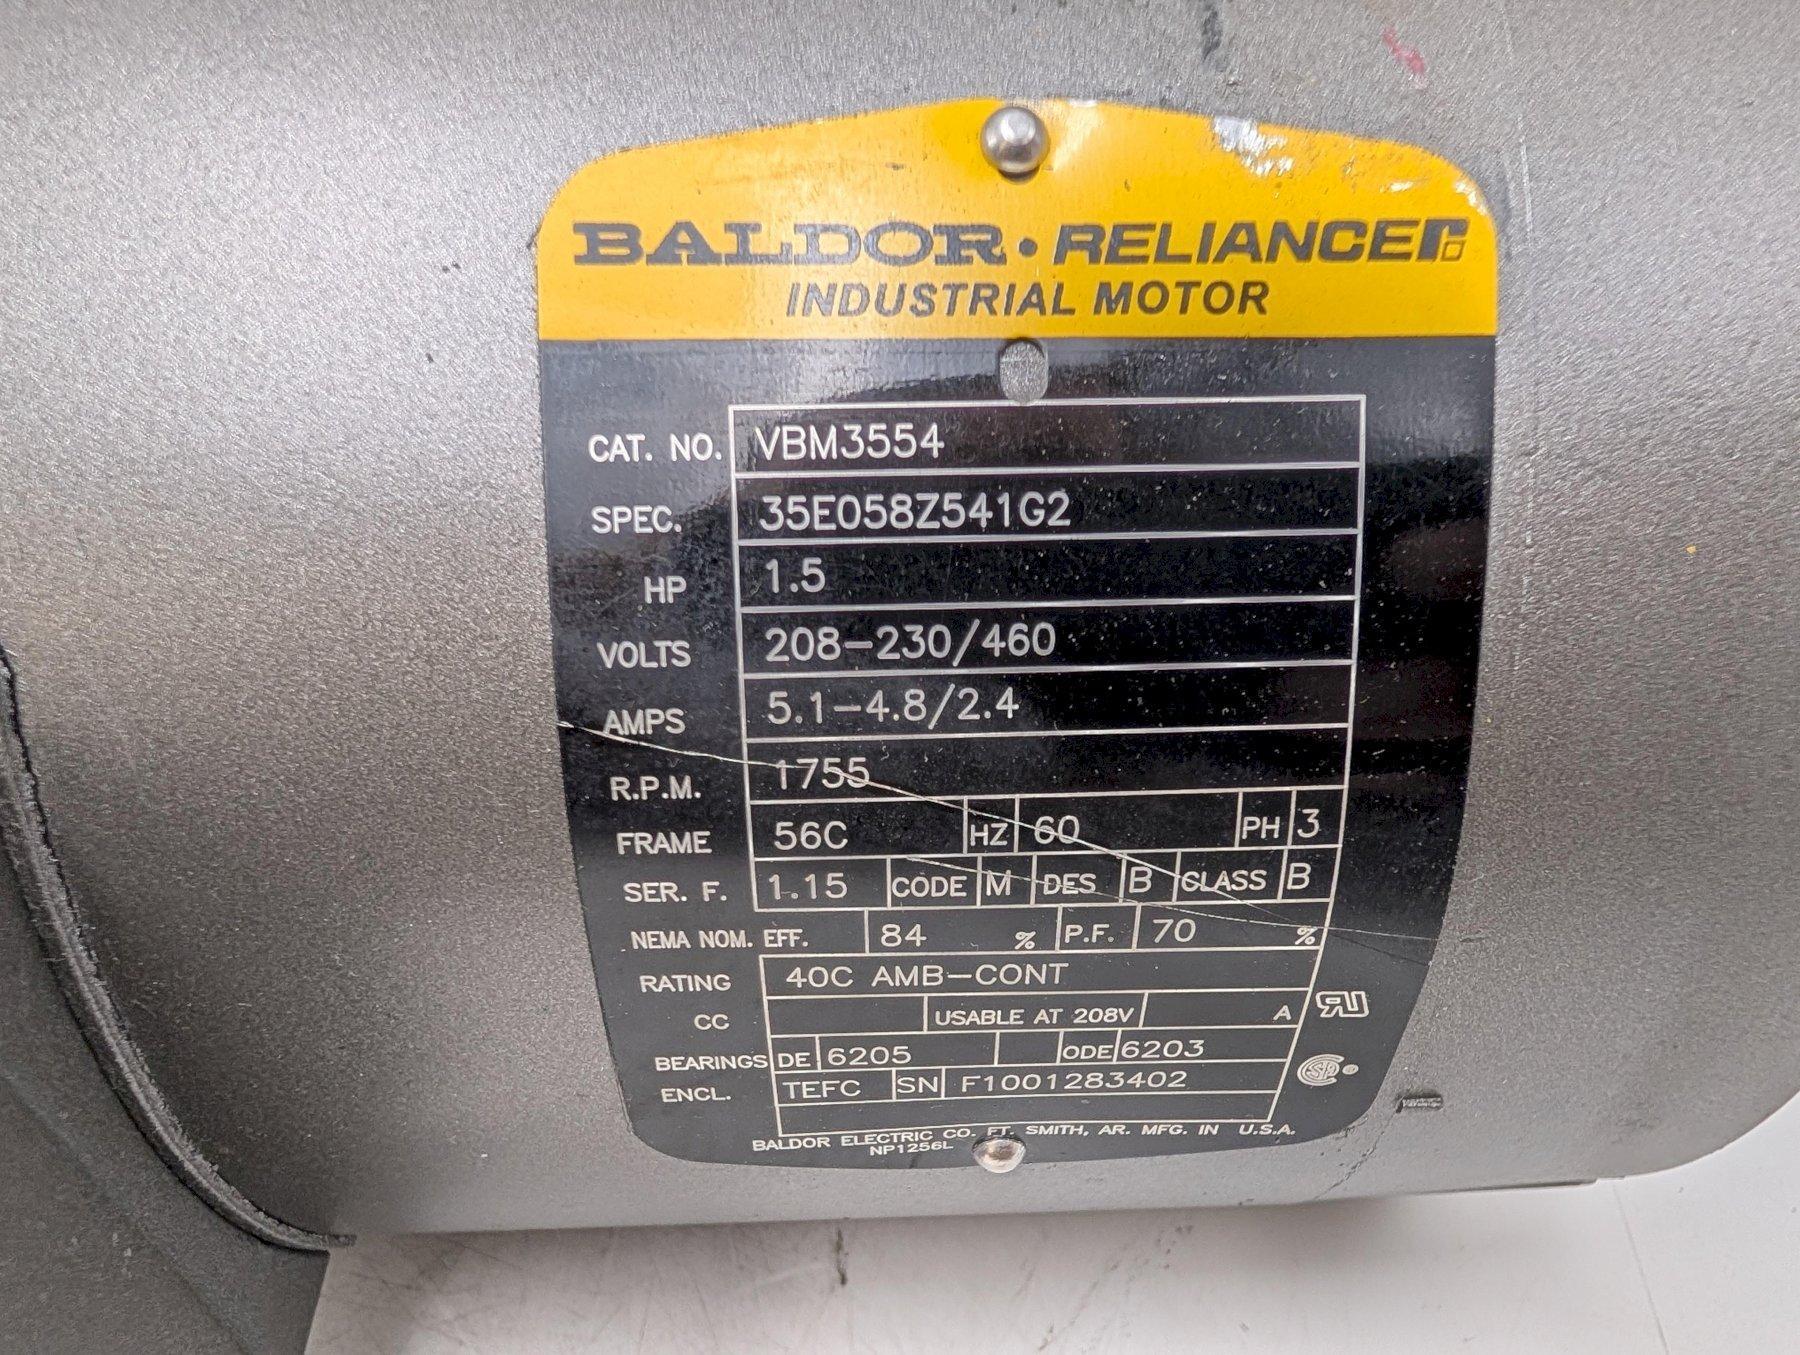 BALDOR · RELIANCER
INDUSTRIAL MOTOR
CAT. NO. VBM3554
SPEC. 35E058Z541G2
HP 1.5
VOLTS 208-230/460
AMPS 5.1-4.8/2.4
R.P.M. 1755
FRAME 56C HZ 60 PH 3
SER. F. 1.15 CODE M DES B CLASS B
NEMA NOM. EFF. 84 % P.F. 70 %
RATING 40C AMB-CONT
CC USABLE AT 208V A
BEARINGS DE 6205 ODE 6203
ENCL. TEFC SN F1001283402
BALDOR ELECTRIC CO. FT. SMITH, AR. MFG. IN U.S.A.
NP1256L